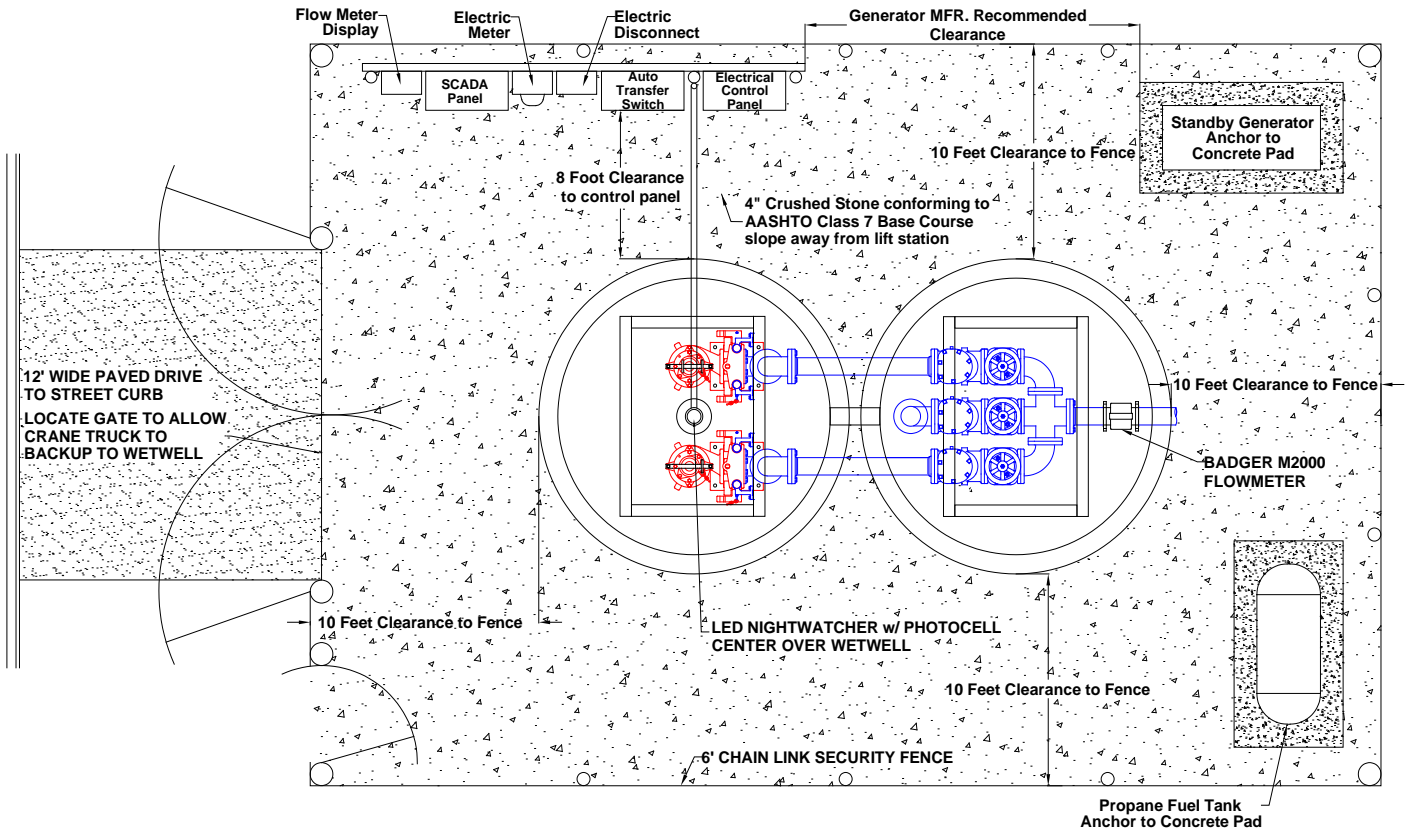 Flow Meter
Display
Electric
Meter
Electric
Disconnect
Generator MFR. Recommended
Clearance
SCADA
Panel
Auto
Transfer
Switch
Electrical
Control
Panel
Standby Generator
Anchor to
Concrete Pad
10 Feet Clearance to Fence
8 Foot Clearance
to control panel
4" Crushed Stone conforming to
AASHTO Class 7 Base Course
slope away from lift station
12' WIDE PAVED DRIVE
TO STREET CURB
LOCATE GATE TO ALLOW
CRANE TRUCK TO
BACKUP TO WETWELL
10 Feet Clearance to Fence
BADGER M2000
FLOWMETER
10 Feet Clearance to Fence
LED NIGHTWATCHER w/ PHOTOCELL
CENTER OVER WETWELL
10 Feet Clearance to Fence
6' CHAIN LINK SECURITY FENCE
Propane Fuel Tank
Anchor to Concrete Pad